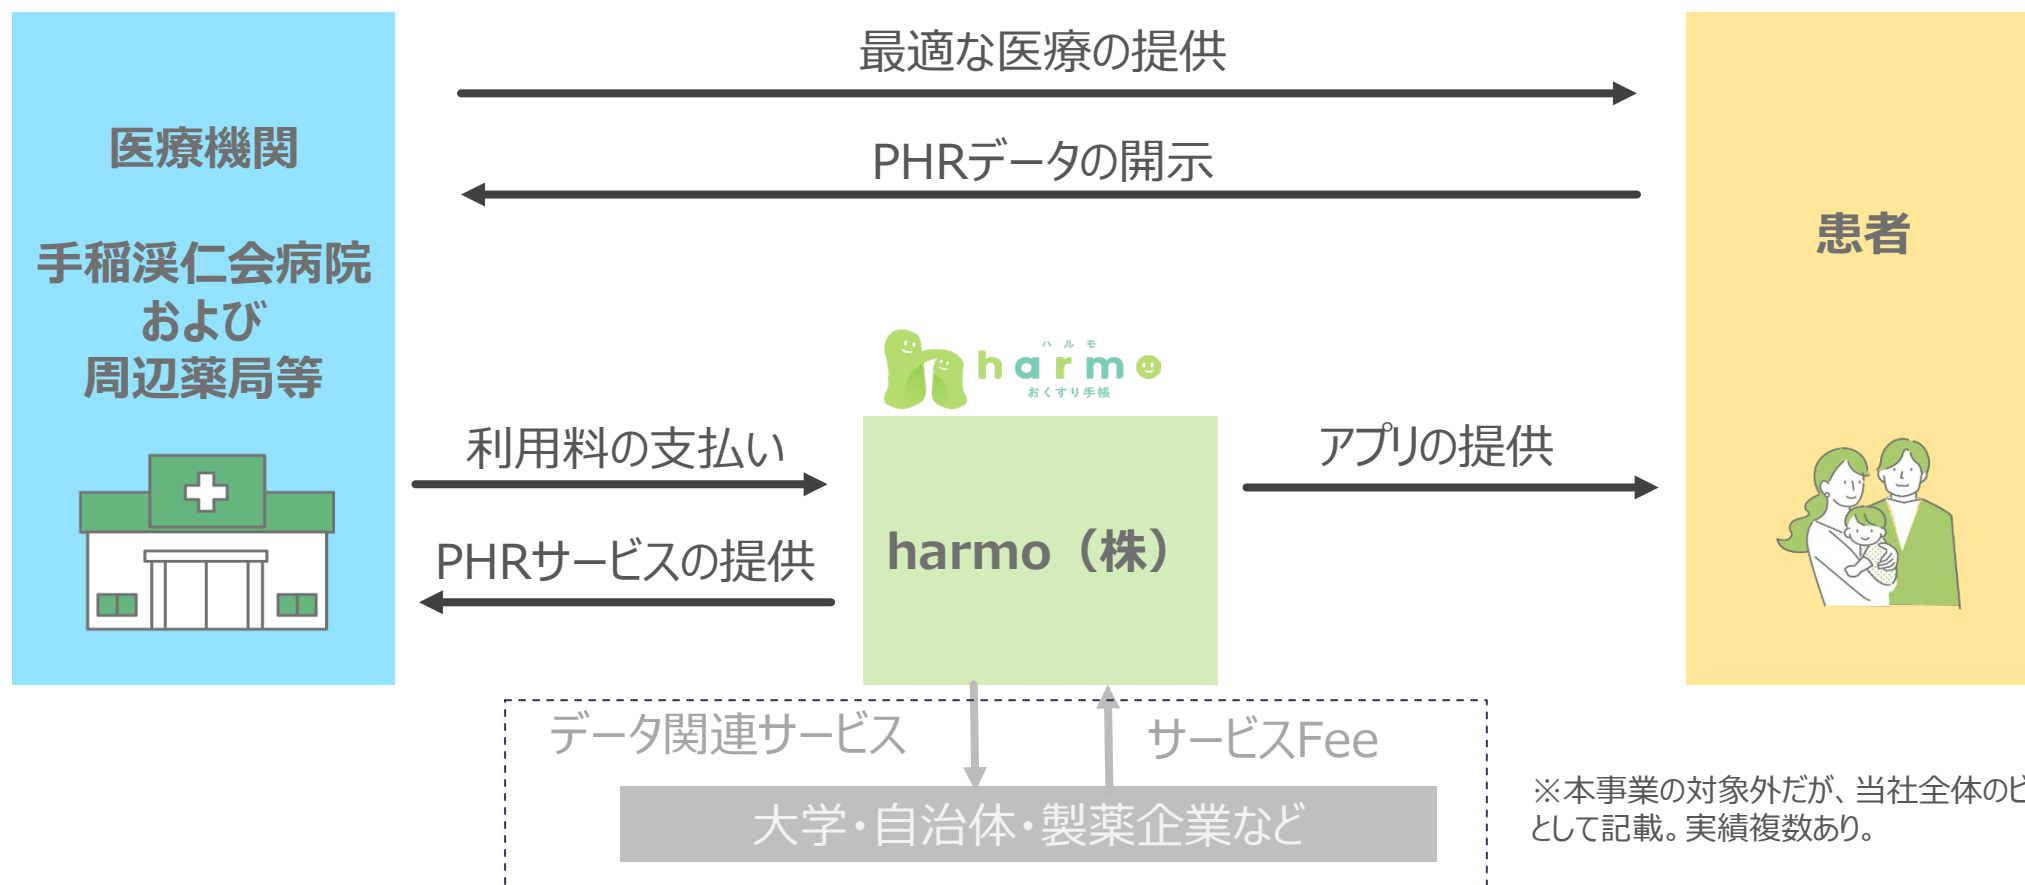 最適な医療の提供
PHRデータの開示
医療機関
手稲渓仁会病院
および
周辺薬局等
患者
ハルモ
harmo
おくすり手帳
利用料の支払い
アプリの提供
harmo（株）
PHRサービスの提供
データ関連サービス
サービスFee
大学・自治体・製薬企業など
※本事業の対象外だが、当社全体のビ
として記載。実績複数あり。